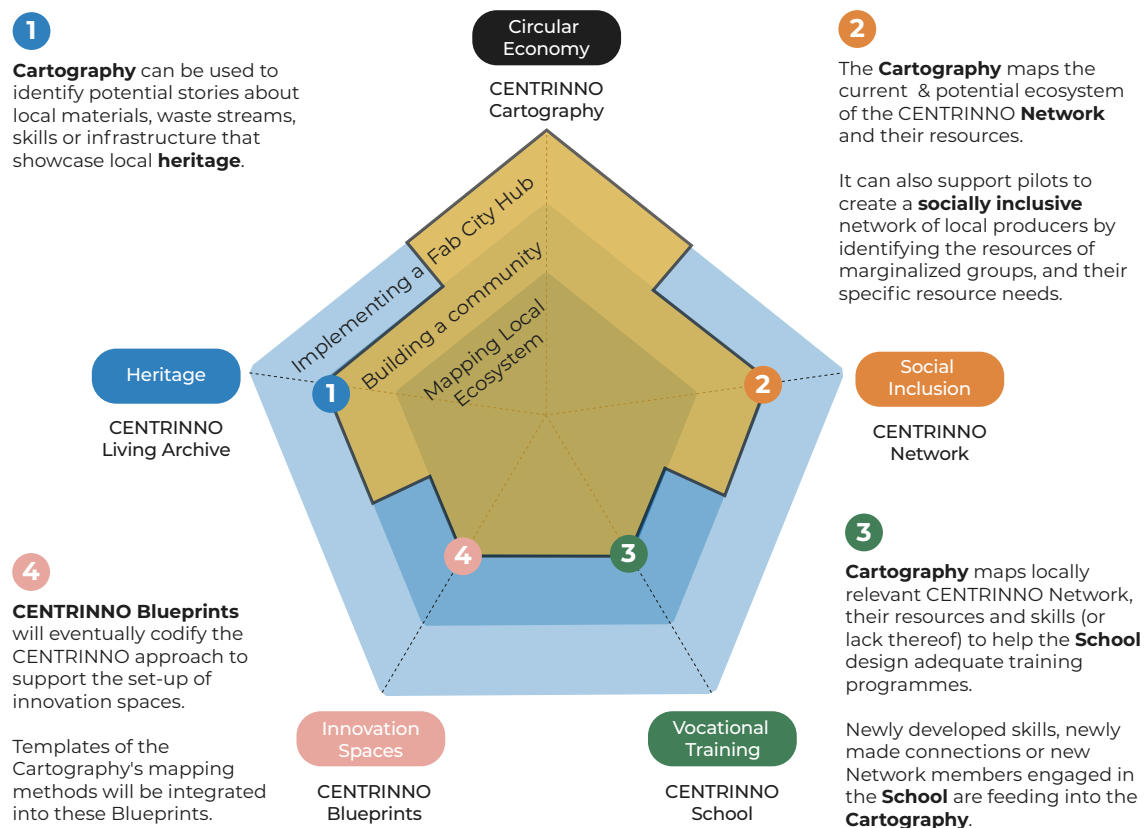 1
Cartography can be used to
identify potential stories about
local materials, waste streams,
skills or infrastructure that
showcase local heritage.
Circular
Economy
CENTRINNO
Cartography
2
The Cartography maps the
current & potential ecosystem
of the CENTRINNO Network
and their resources.
It can also support pilots to
create a socially inclusive
network of local producers by
identifying the resources of
marginalized groups, and their
specific resource needs.
Implementing a Fab City Hub
Building a community
Mapping Local
Ecosystem
Heritage
CENTRINNO
Living Archive
1
2
Social
Inclusion
CENTRINNO
Network
4
3
4
CENTRINNO Blueprints
will eventually codify the
CENTRINNO approach to
support the set-up of
innovation spaces.
Templates of the
Cartography's mapping
methods will be integrated
into these Blueprints.
Innovation
Spaces
CENTRINNO
Blueprints
Vocational
Training
CENTRINNO
School
3
Cartography maps locally
relevant CENTRINNO Network,
their resources and skills (or
lack thereof) to help the School
design adequate training
programmes.
Newly developed skills, newly
made connections or new
Network members engaged in
the School are feeding into the
Cartography.